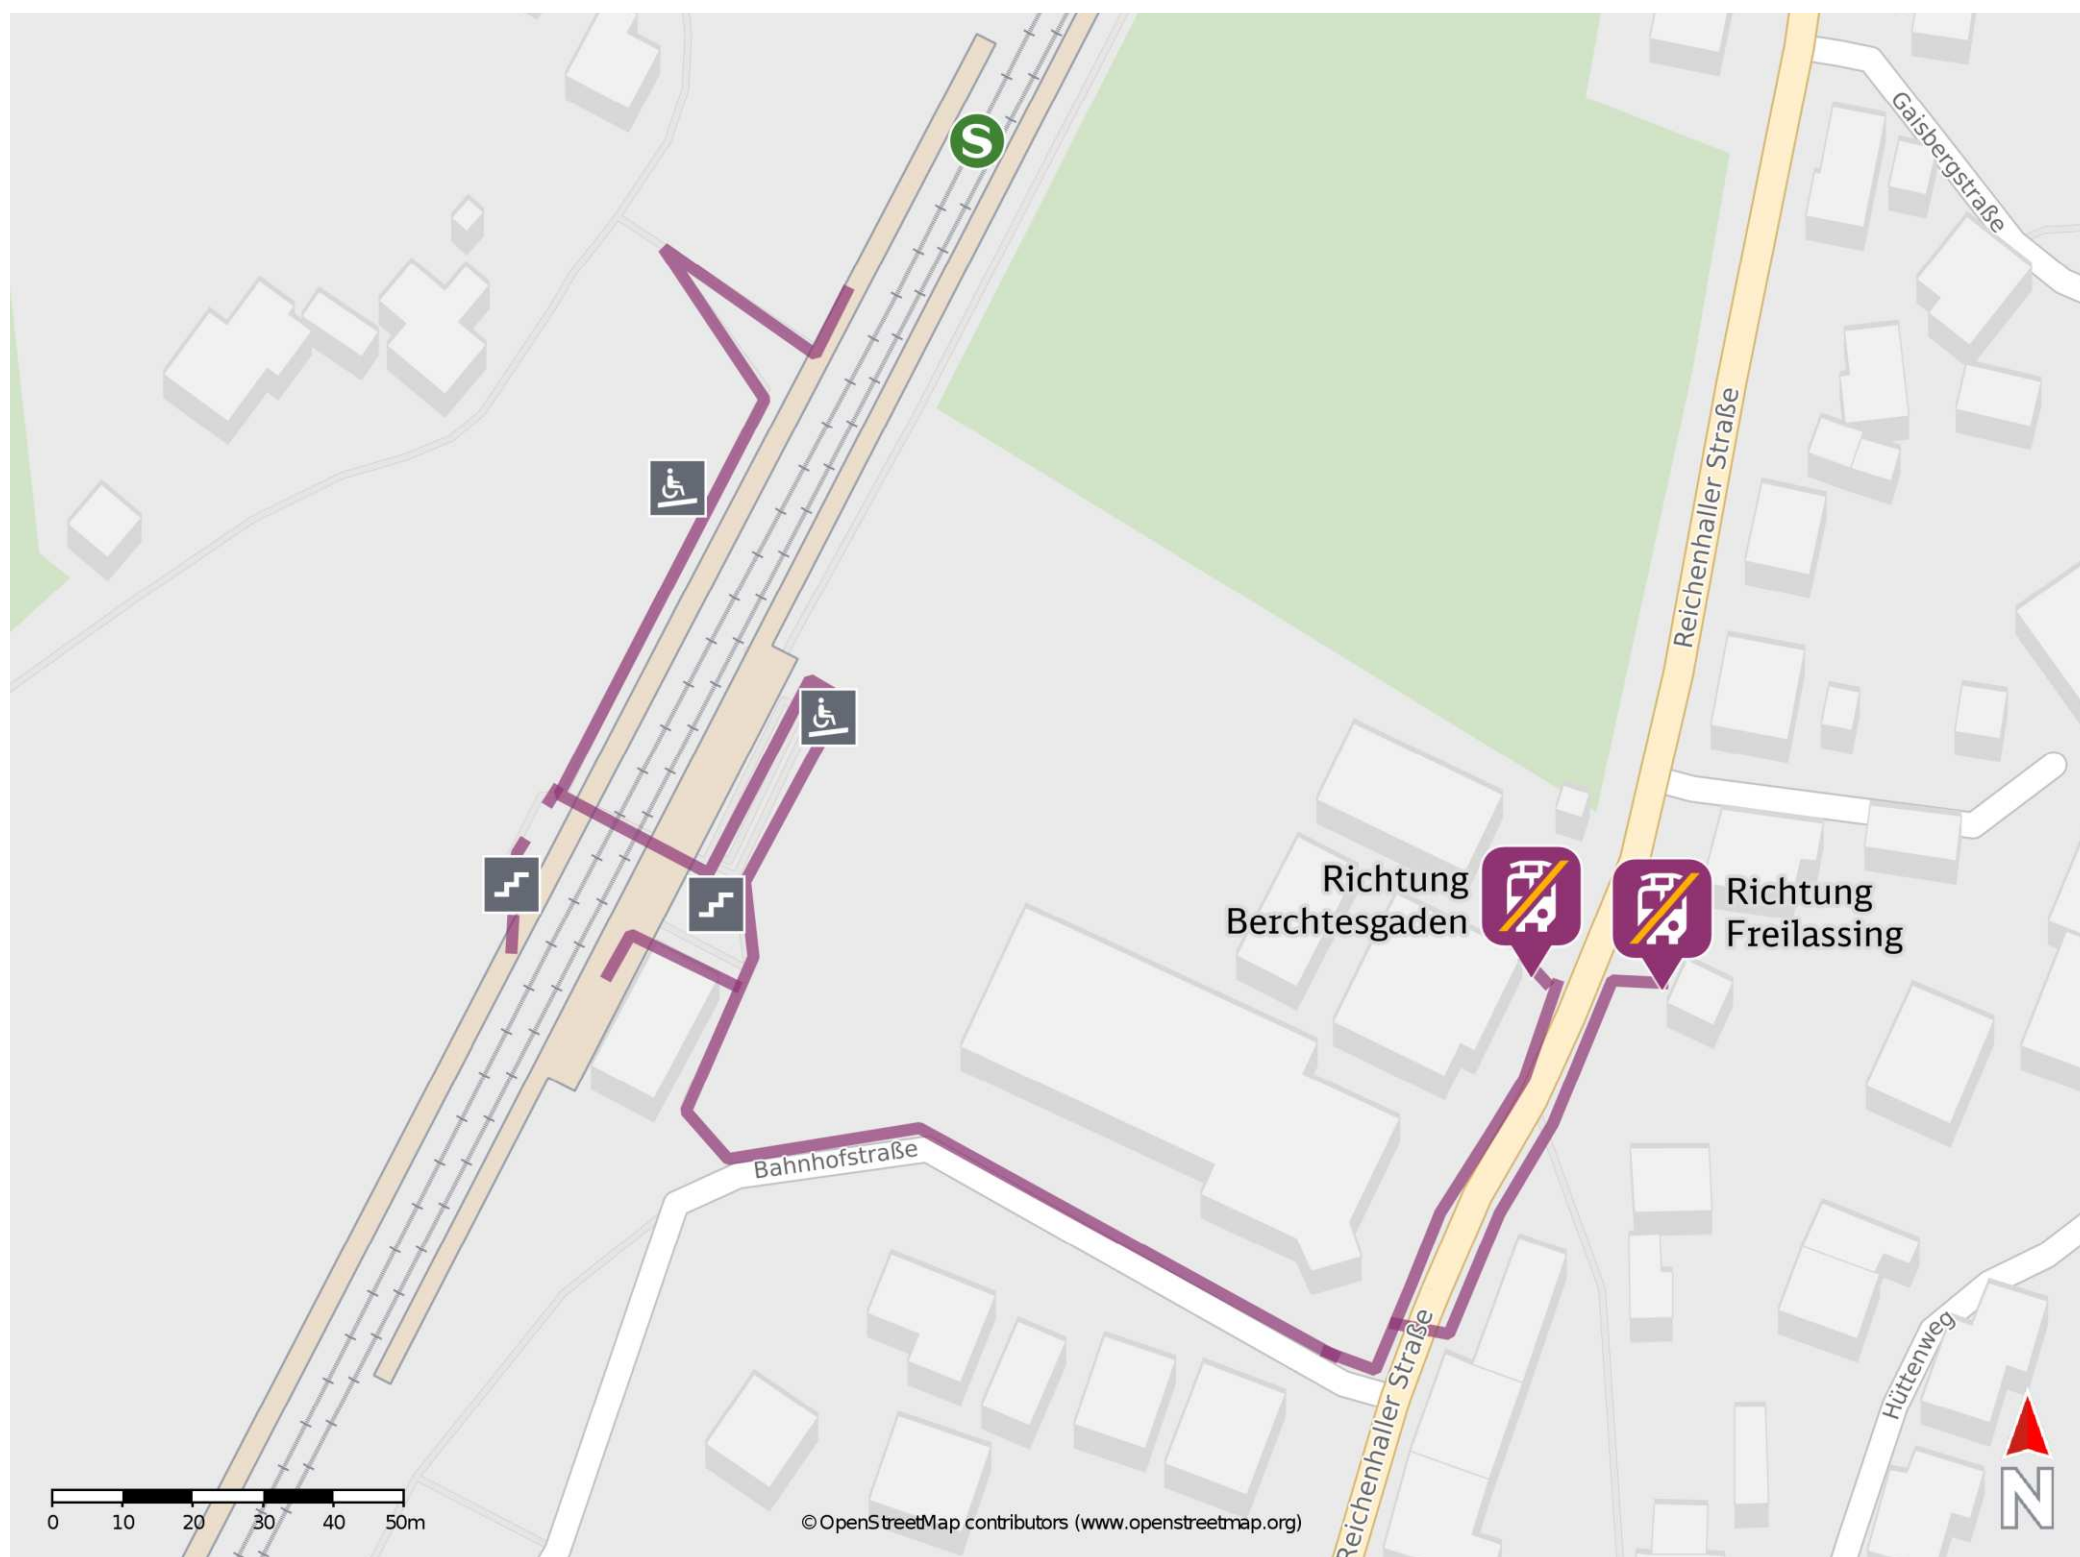 S
Gaisbergstraße
Reichenhaller Straße
Richtung
Berchtesgaden
Richtung
Freilassing
Bahnhofstraße
Reichenhaller Straße
Hüttenweg
N
0 10 20 30 40 50m
© OpenStreetMap contributors (www.openstreetmap.org)